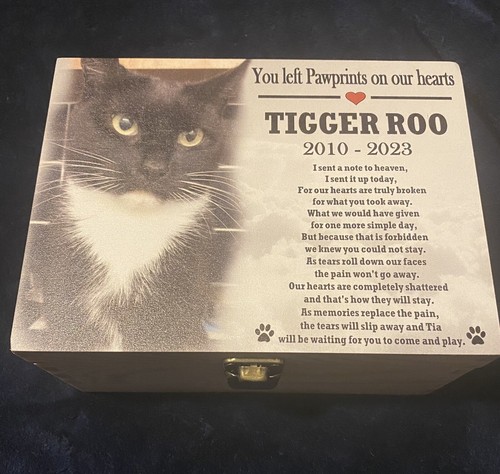 You left Pawprints on our hearts
TIGGER ROO
2010 - 2023
I sent a note to heaven,
I sent it up today,
For our hearts are truly broken
for what you took away.
What we would have given
for one more simple day,
But because that is forbidden
we knew you could not stay.
As tears roll down our faces
the pain won't go away.
Our hearts are completely shattered
and that's how they will stay.
As memories replace the pain,
the tears will slip away and Tia
will be waiting for you to come and play.